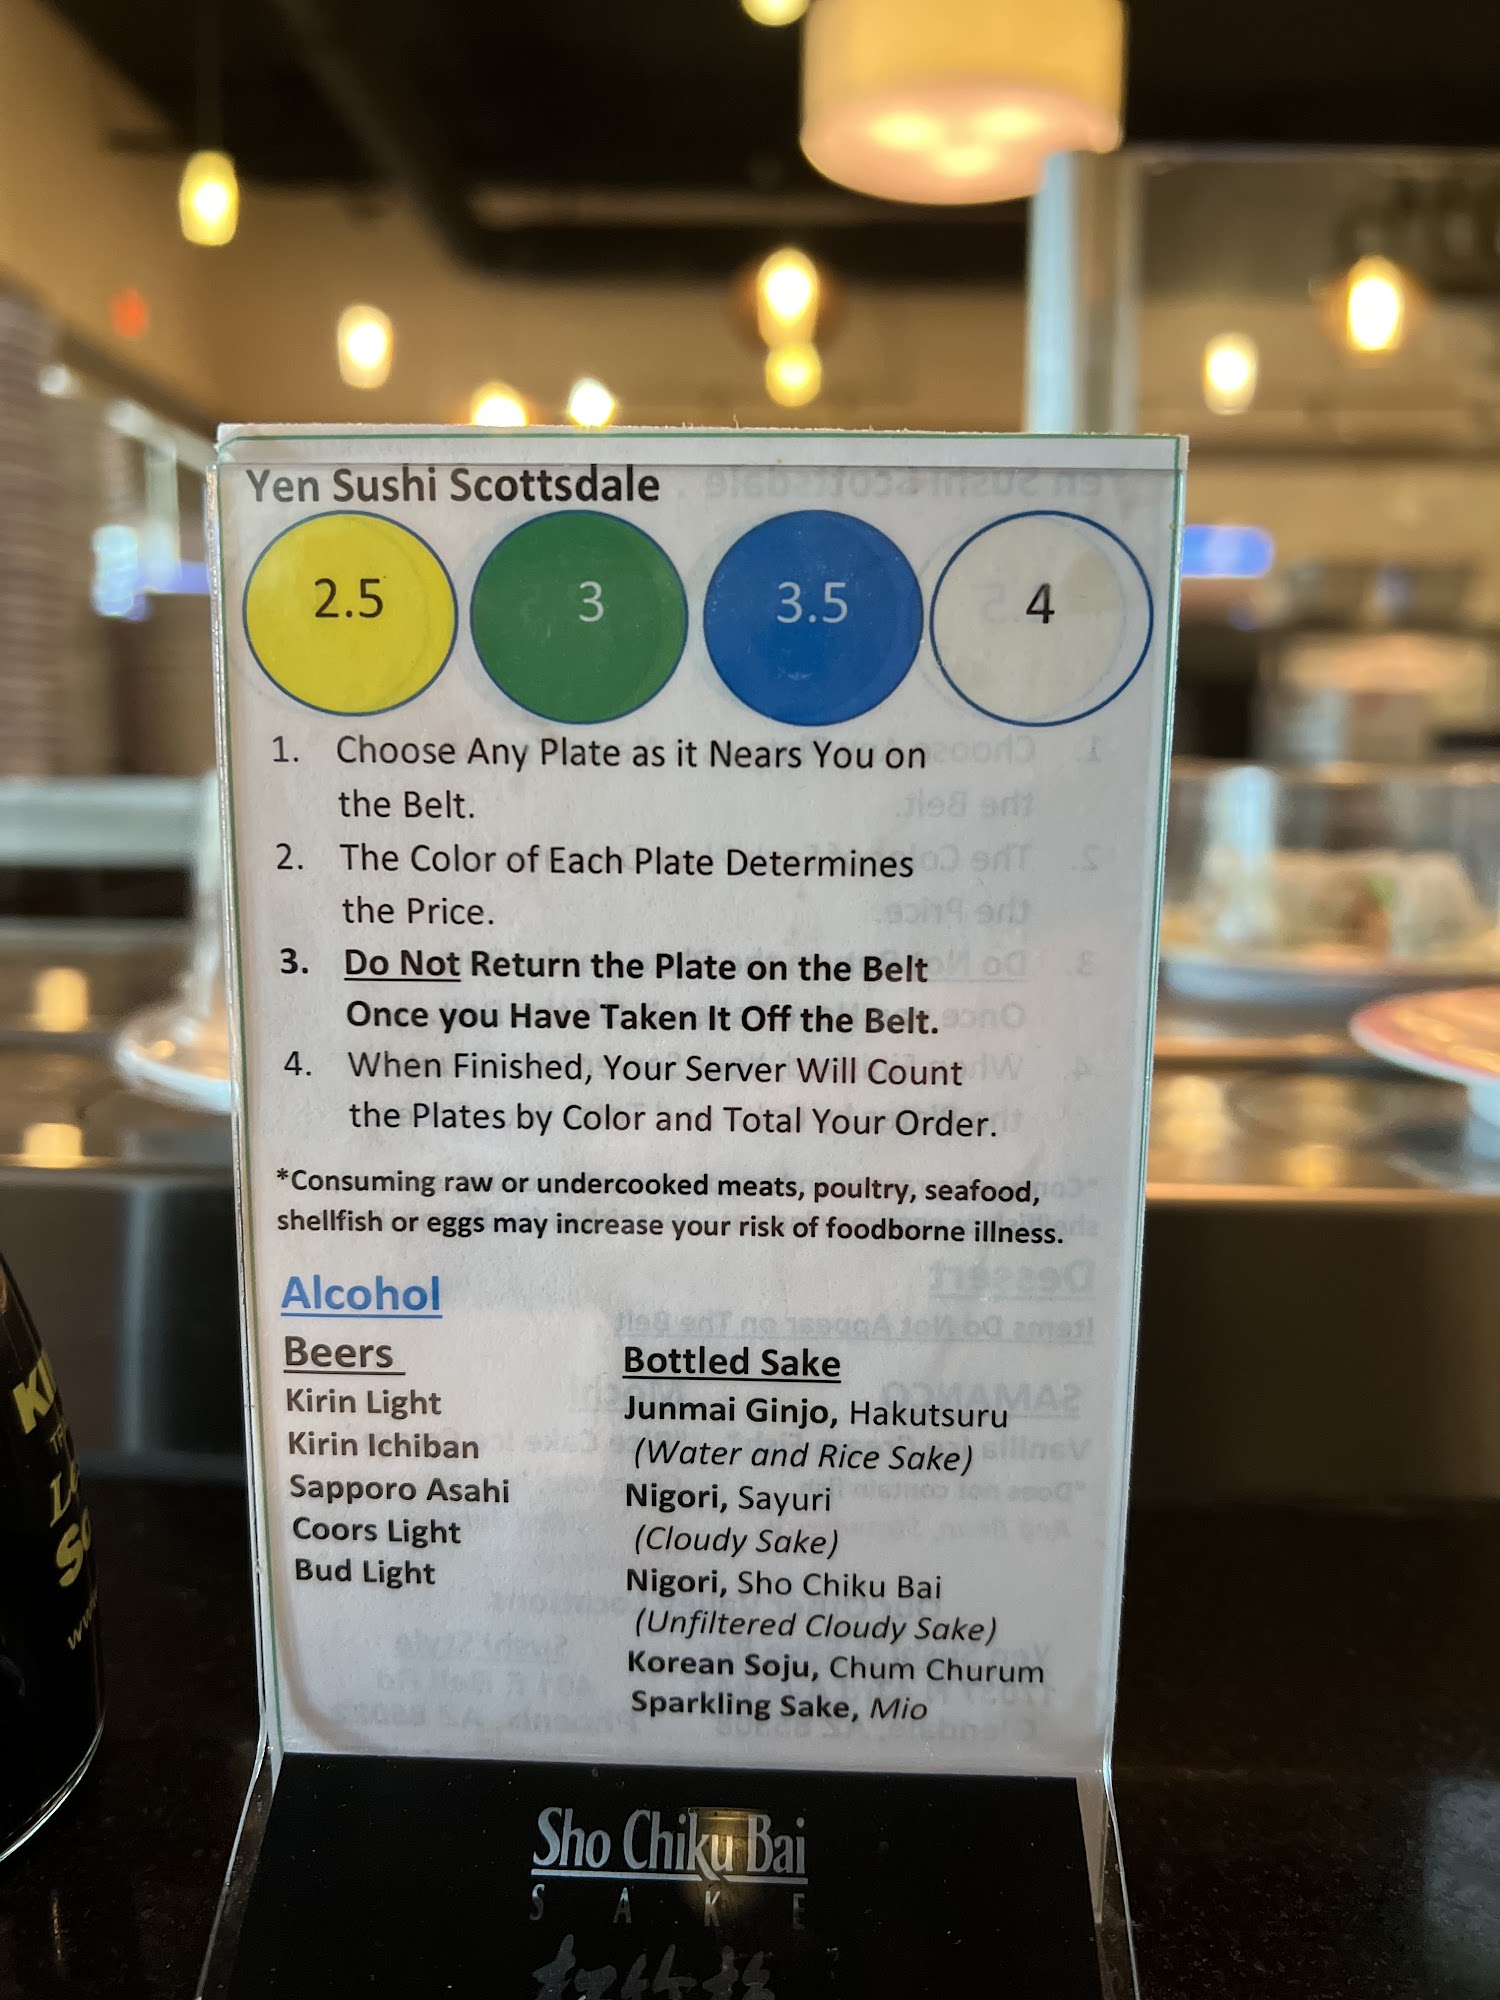 Yen Sushi Scottsdale
2.5 3 3.5 4
1. Choose Any Plate as it Nears You on
the Belt.
2. The Color of Each Plate Determines
the Price.
3. Do Not Return the Plate on the Belt
Once you Have Taken It Off the Belt.
4. When Finished, Your Server Will Count
the Plates by Color and Total Your Order.
*Consuming raw or undercooked meats, poultry, seafood,
shellfish or eggs may increase your risk of foodborne illness.
Alcohol
Beers
Kirin Light
Kirin Ichiban
Sapporo Asahi
Coors Light
Bud Light
Bottled Sake
Junmai Ginjo, Hakutsuru
(Water and Rice Sake)
Nigori, Sayuri
(Cloudy Sake)
Nigori, Sho Chiku Bai
(Unfiltered Cloudy Sake)
Korean Soju, Chum Churum
Sparkling Sake, Mio
Sho Chiku Bai
SAKE